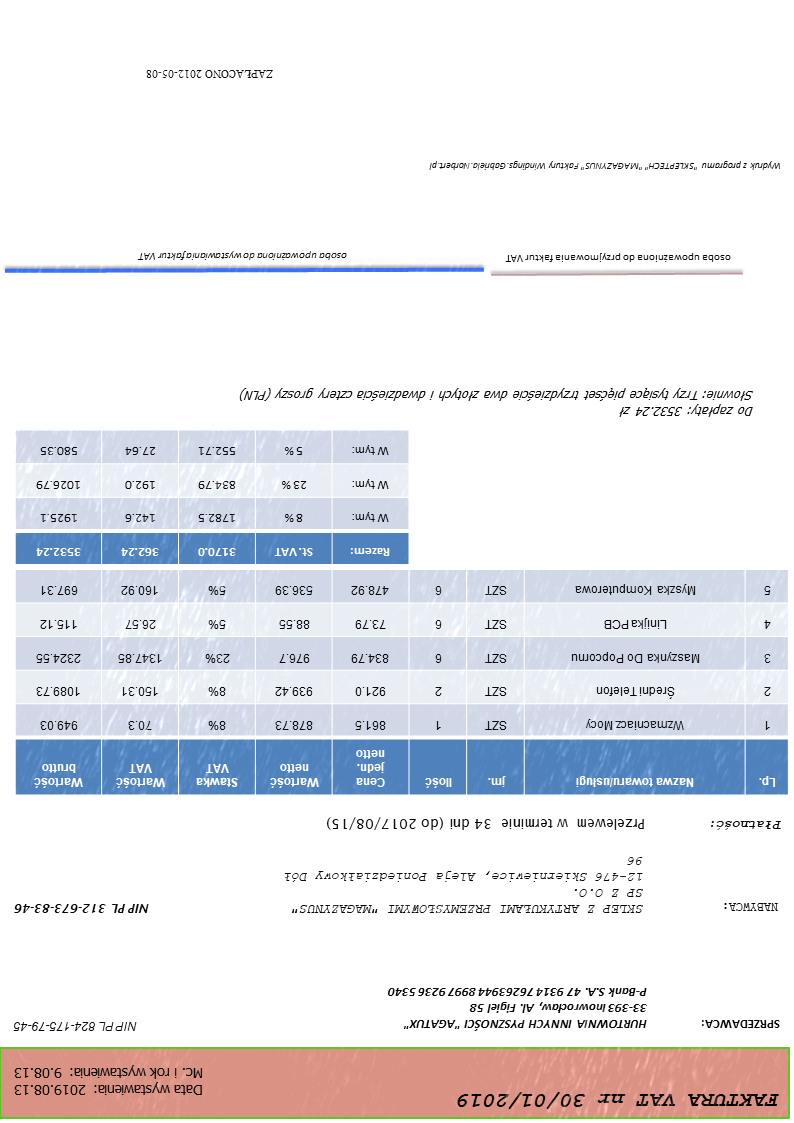 FAKTURA VAT nr 30/01/2019
Data wystawienia: 2019.08.13
Mc. i rok wystawienia: 9.08.13
SPRZEDAWCA:
HURTOWNIA INNYCH PYSZNOŚCI "AGATUX"
33-393 Inowrocław, Al. Figiel 58
P-Bank S.A. 47 9314 76263944 8997 9236 5340
NIP PL 824-175-79-45
NABYWCA:
SKLEP Z ARTYKUŁAMI PRZEMYSŁOWYMI "MAGAZYNUS"
SP Z O.O.
12-476 Skierniewice, Aleja Poniedziałkowy Dół
96
NIP PL 312-673-83-46
Płatność: Przelewem w terminie 34 dni (do 2017/08/15)
Lp. Nazwa towaru/usługi jm. Ilość Cena jedn. netto Wartość netto Stawka VAT Wartość VAT Wartość brutto
1 Wzmacniacz Mocy SZT 1 861.5 878.73 8% 70.3 949.03
2 Średni Telefon SZT 2 921.0 939.42 8% 150.31 1089.73
3 Maszynka Do Popcornu SZT 6 834.79 976.7 23% 1347.85 2324.55
4 Linijka PCB SZT 6 73.79 88.55 5% 26.57 115.12
5 Myszka Komputerowa SZT 6 478.92 536.39 5% 160.92 697.31
Razem: St. VAT 3170.0 362.24 3532.24
W tym: 8 % 1782.5 142.6 1925.1
W tym: 23 % 834.79 192.0 1026.79
W tym: 5 % 552.71 27.64 580.35
Do zapłaty: 3532.24 zł
Słownie: Trzy tysiące pięćset trzydzieście dwa złotych i dwadzieścia cztery groszy (PLN)
osoba upoważniona do przyjmowania faktur VAT
osoba upoważniona do wystawiania faktur VAT
Wydruk z programu "SKLEPTECH" "MAGAZYNUS" Faktury Windings.Gabriela.Norbert.pl
ZAPŁACONO 2012-05-08